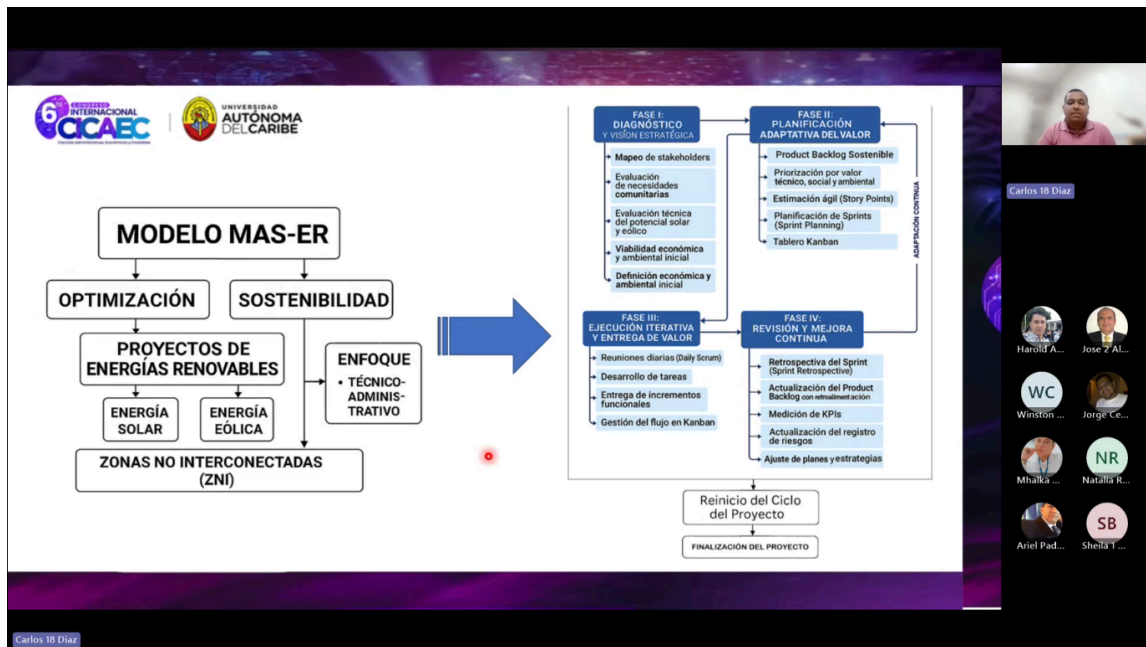 6to CONGRESO
INTERNACIONAL
CICAEC
Ciencias Administrativas, Económicas y Contables
UNIVERSIDAD
AUTÓNOMA
DEL CARIBE
MODELO MAS-ER
OPTIMIZACIÓN
SOSTENIBILIDAD
PROYECTOS DE
ENERGÍAS RENOVABLES
ENFOQUE
• TÉCNICO-
ADMINIS-
TRATIVO
ENERGÍA
SOLAR
ENERGÍA
EÓLICA
ZONAS NO INTERCONECTADAS
(ZNI)
FASE I:
DIAGNÓSTICO
Y VISIÓN ESTRATÉGICA
Mapeo de stakeholders
Evaluación
de necesidades
comunitarias
Evaluación técnica
del potencial solar
y eólico
Viabilidad económica
y ambiental inicial
Definición económica y
ambiental inicial
FASE II:
PLANIFICACIÓN
ADAPTATIVA DEL VALOR
Product Backlog Sostenible
Priorización por valor
técnico, social y ambiental
Estimación ágil (Story Points)
Planificación de Sprints
(Sprint Planning)
Tablero Kanban
ADAPTACIÓN CONTINUA
FASE III:
EJECUCIÓN ITERATIVA
Y ENTREGA DE VALOR
Reuniones diarias (Daily Scrum)
Desarrollo de tareas
Entrega de incrementos
funcionales
Gestión del flujo en Kanban
FASE IV:
REVISIÓN Y MEJORA
CONTINUA
Retrospectiva del Sprint
(Sprint Retrospective)
Actualización del Product
Backlog con retroalimentación
Medición de KPIs
Actualización del registro
de riesgos
Ajuste de planes y estrategias
Reinicio del Ciclo
del Proyecto
FINALIZACIÓN DEL PROYECTO
Carlos 18 Diaz
Harold A...
Jose 2 Al...
WC
Winston ...
Jorge Ce...
Mhalka ...
NR
Natalia R...
Ariel Pad...
SB
Sheila 1 ...
Carlos 18 Diaz